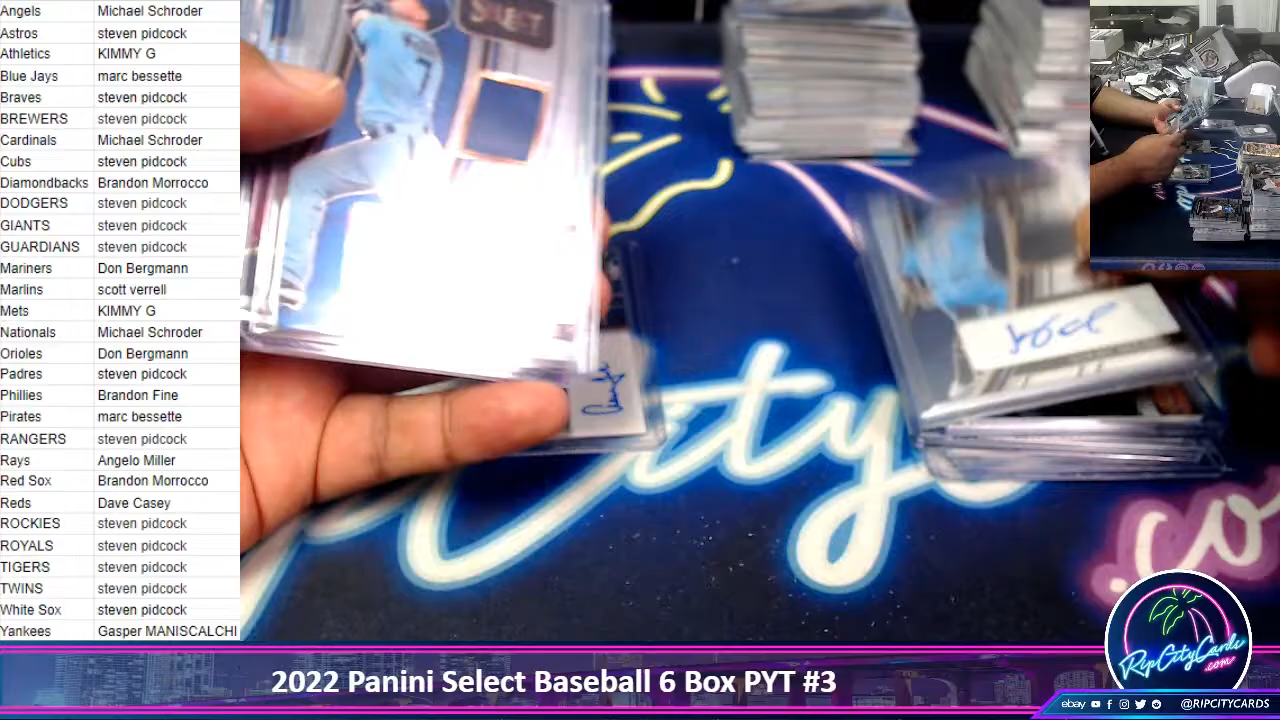 Angels Michael Schroder
Astros steven pidcock
Athletics KIMMY G
Blue Jays marc bessette
Braves steven pidcock
BREWERS steven pidcock
Cardinals Michael Schroder
Cubs steven pidcock
Diamondbacks Brandon Morrocco
DODGERS steven pidcock
GIANTS steven pidcock
GUARDIANS steven pidcock
Mariners Don Bergmann
Marlins scott verrell
Mets KIMMY G
Nationals Michael Schroder
Orioles Don Bergmann
Padres steven pidcock
Phillies Brandon Fine
Pirates marc bessette
RANGERS steven pidcock
Rays Angelo Miller
Red Sox Brandon Morrocco
Reds Dave Casey
ROCKIES steven pidcock
ROYALS steven pidcock
TIGERS steven pidcock
TWINS steven pidcock
White Sox steven pidcock
Yankees Gasper MANISCALCHI
City
.co
RipCityCards
.com
2022 Panini Select Baseball 6 Box PYT #3
ebay @RIPCITYCARDS